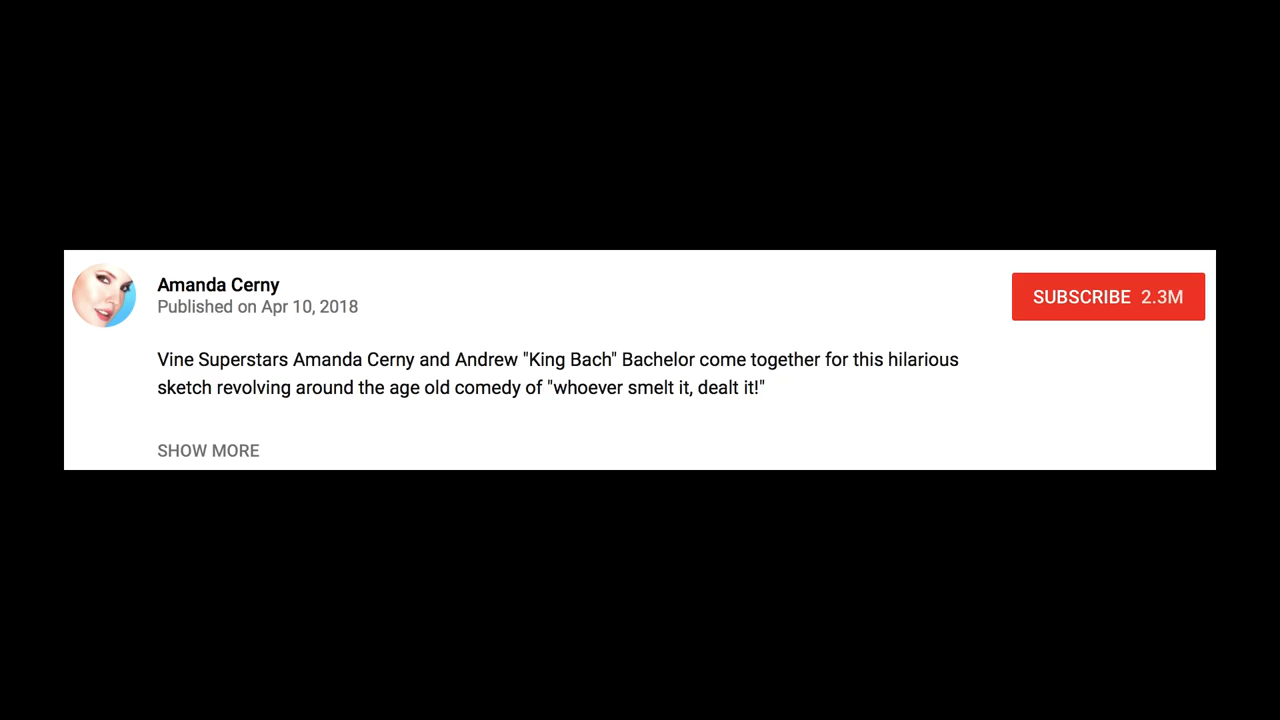 Amanda Cerny
Published on Apr 10, 2018
SUBSCRIBE 2.3M
Vine Superstars Amanda Cerny and Andrew "King Bach" Bachelor come together for this hilarious
sketch revolving around the age old comedy of "whoever smelt it, dealt it!"
SHOW MORE